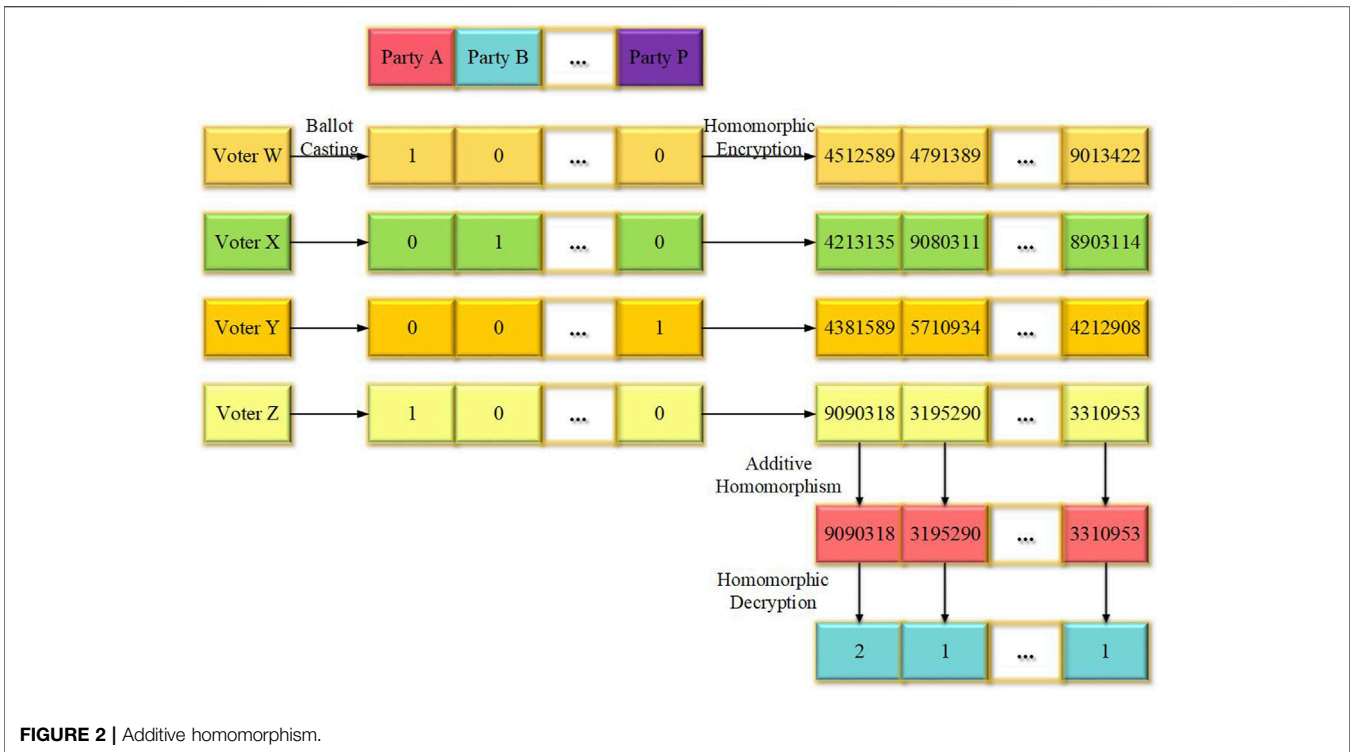 Party A Party B ... Party P
Ballot
Casting
Homomorphic
Encryption
Voter W 1 0 ... 0 4512589 4791389 ... 9013422
Voter X 0 1 ... 0 4213135 9080311 ... 8903114
Voter Y 0 0 ... 1 4381589 5710934 ... 4212908
Voter Z 1 0 ... 0 9090318 3195290 ... 3310953
Additive
Homomorphism
9090318 3195290 ... 3310953
Homomorphic
Decryption
2 1 ... 1
FIGURE 2 | Additive homomorphism.